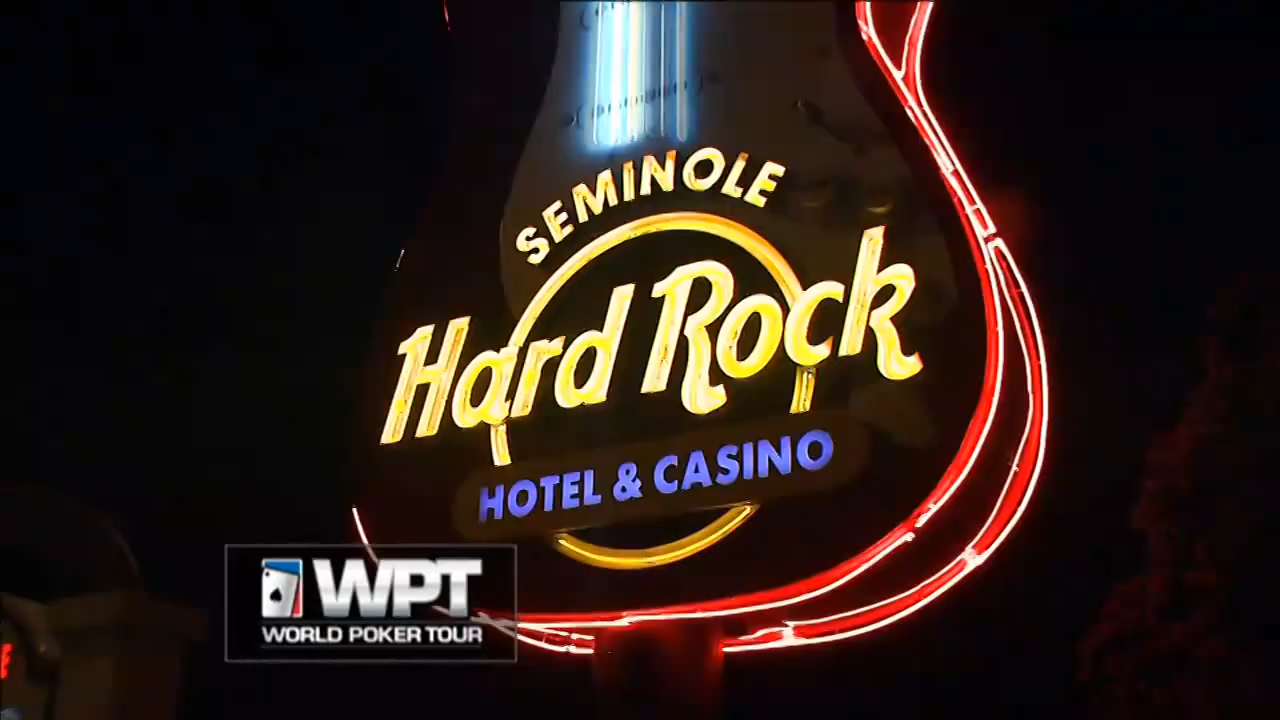 SEMINOLE
Hard Rock
HOTEL & CASINO
WPT
WORLD POKER TOUR